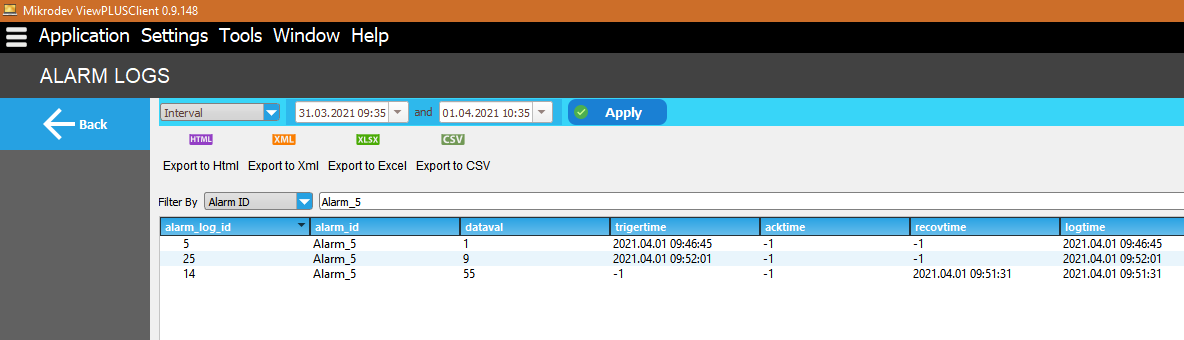 Mikrodev ViewPLUSClient 0.9.148
Application Settings Tools Window Help
ALARM LOGS
Back
Interval 31.03.2021 09:35 and 01.04.2021 10:35 Apply
HTML XML XLSX CSV
Export to Html Export to Xml Export to Excel Export to CSV
Filter By Alarm ID Alarm_5
alarm_log_id alarm_id dataval trigertime acktime recovtime logtime
5 Alarm_5 1 2021.04.01 09:46:45 -1 -1 2021.04.01 09:46:45
25 Alarm_5 9 2021.04.01 09:52:01 -1 -1 2021.04.01 09:52:01
14 Alarm_5 55 -1 -1 2021.04.01 09:51:31 2021.04.01 09:51:31